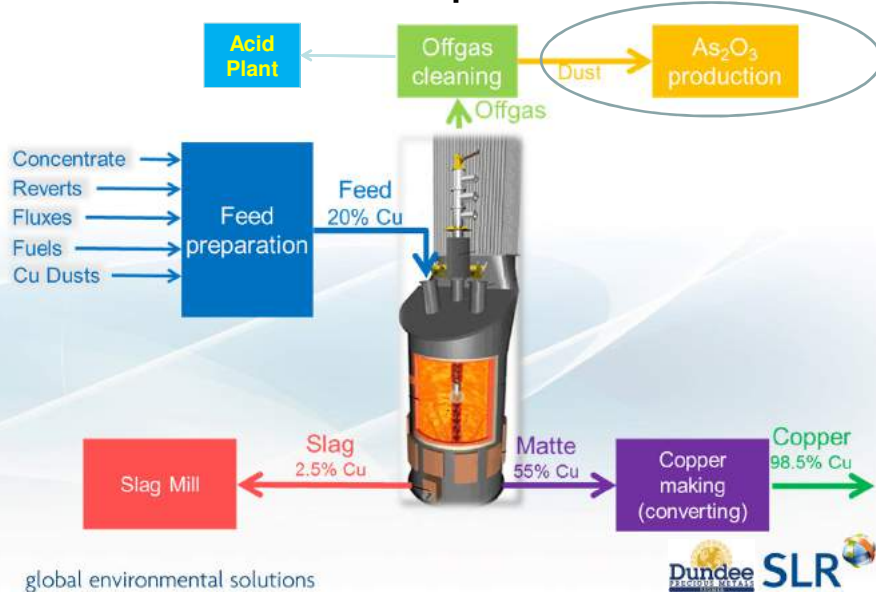 Acid
Plant
Offgas
cleaning
Dust
As₂O₃
production
Offgas
Concentrate
Reverts
Fluxes
Fuels
Cu Dusts
Feed
preparation
Feed
20% Cu
Slag Mill
Slag
2.5% Cu
Matte
55% Cu
Copper
making
(converting)
Copper
98.5% Cu
global environmental solutions
Dundee
PRECIOUS METALS
SLR